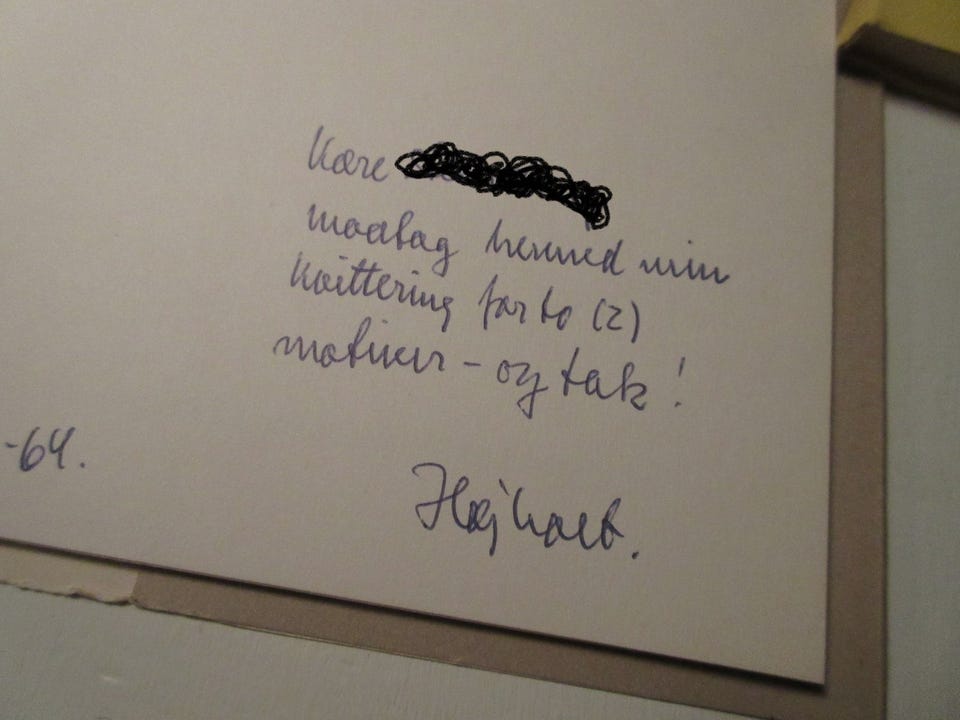 Kære
modtag hermed min
kvittering for to (2)
motiver - og tak!
-64.
Højholt.